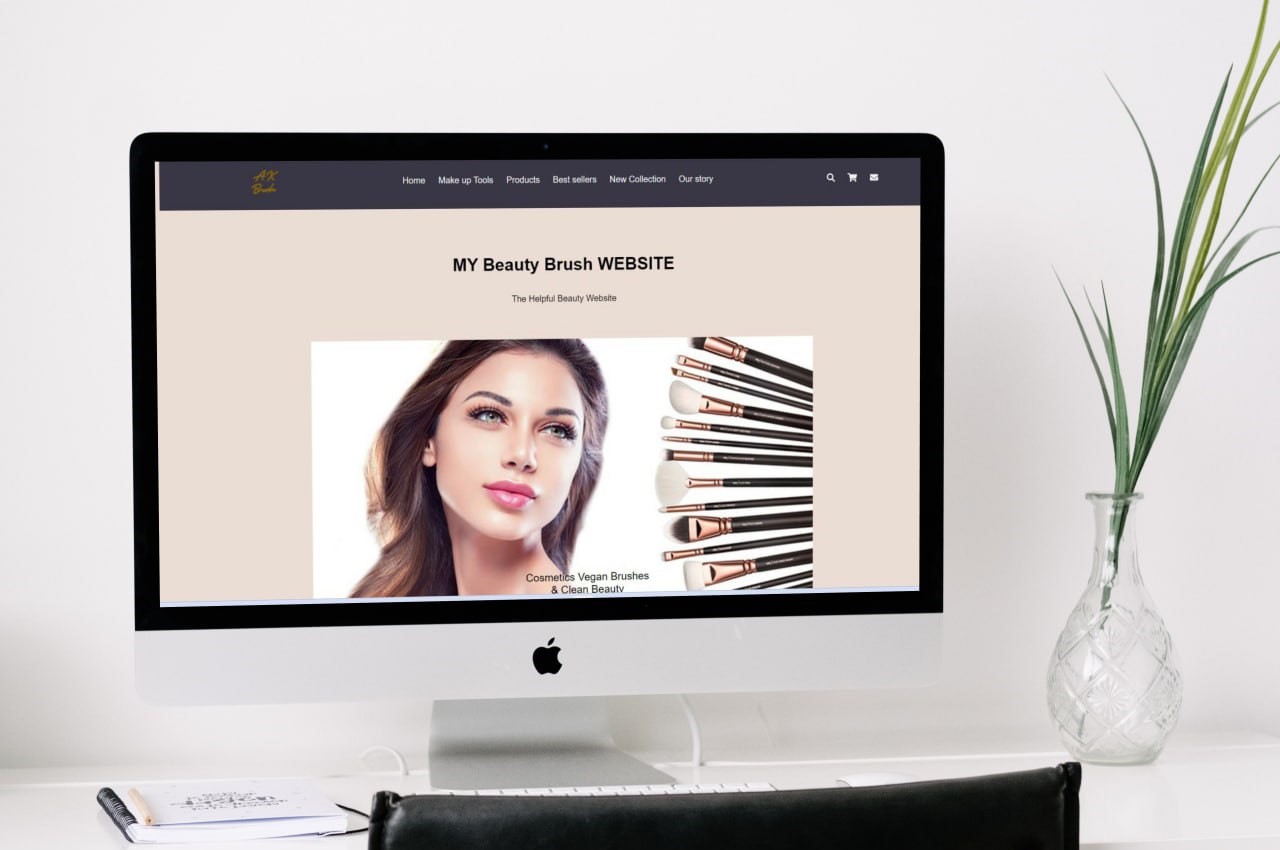 AK
Brush
Home Make up Tools Products Best sellers New Collection Our story
MY Beauty Brush WEBSITE
The Helpful Beauty Website
Cosmetics Vegan Brushes
& Clean Beauty